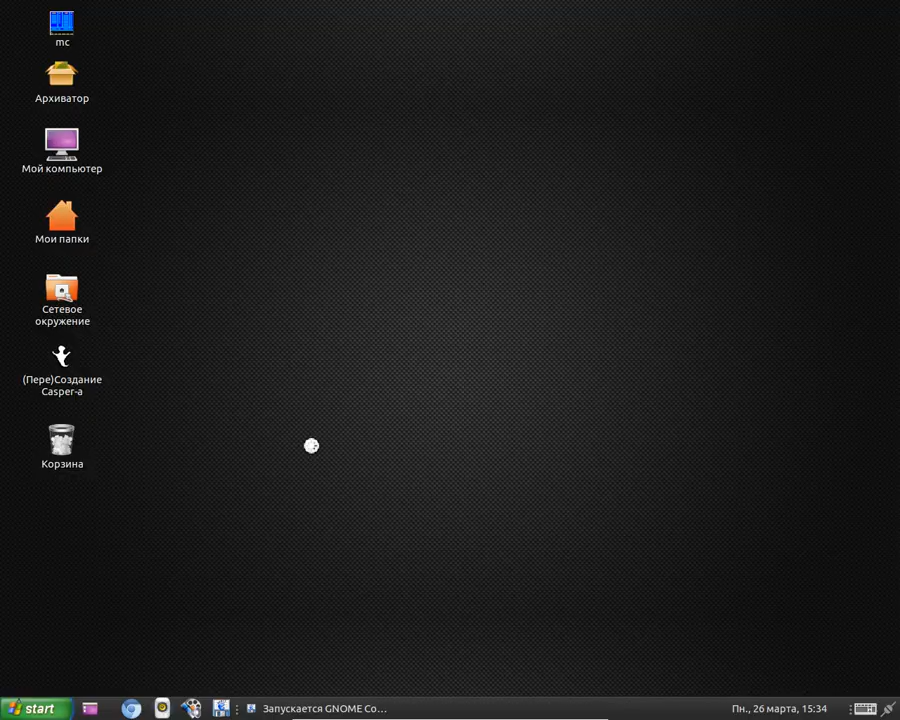 mc
Архиватор
Мой компьютер
Мои папки
Сетевое
окружение
(Пере)Создание
Casper-а
Корзина
start
Запускается GNOME Co...
Пн., 26 марта, 15:34